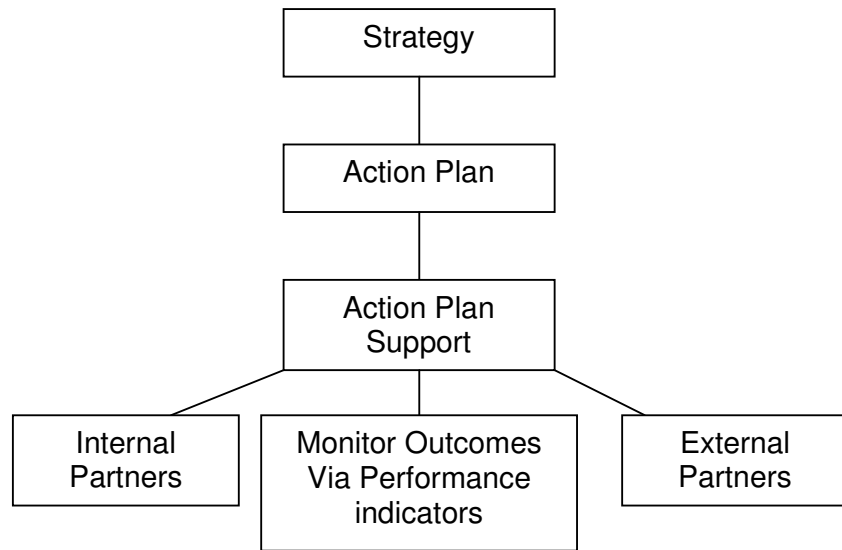 Strategy
Action Plan
Action Plan
Support
Internal
Partners
Monitor Outcomes
Via Performance
indicators
External
Partners